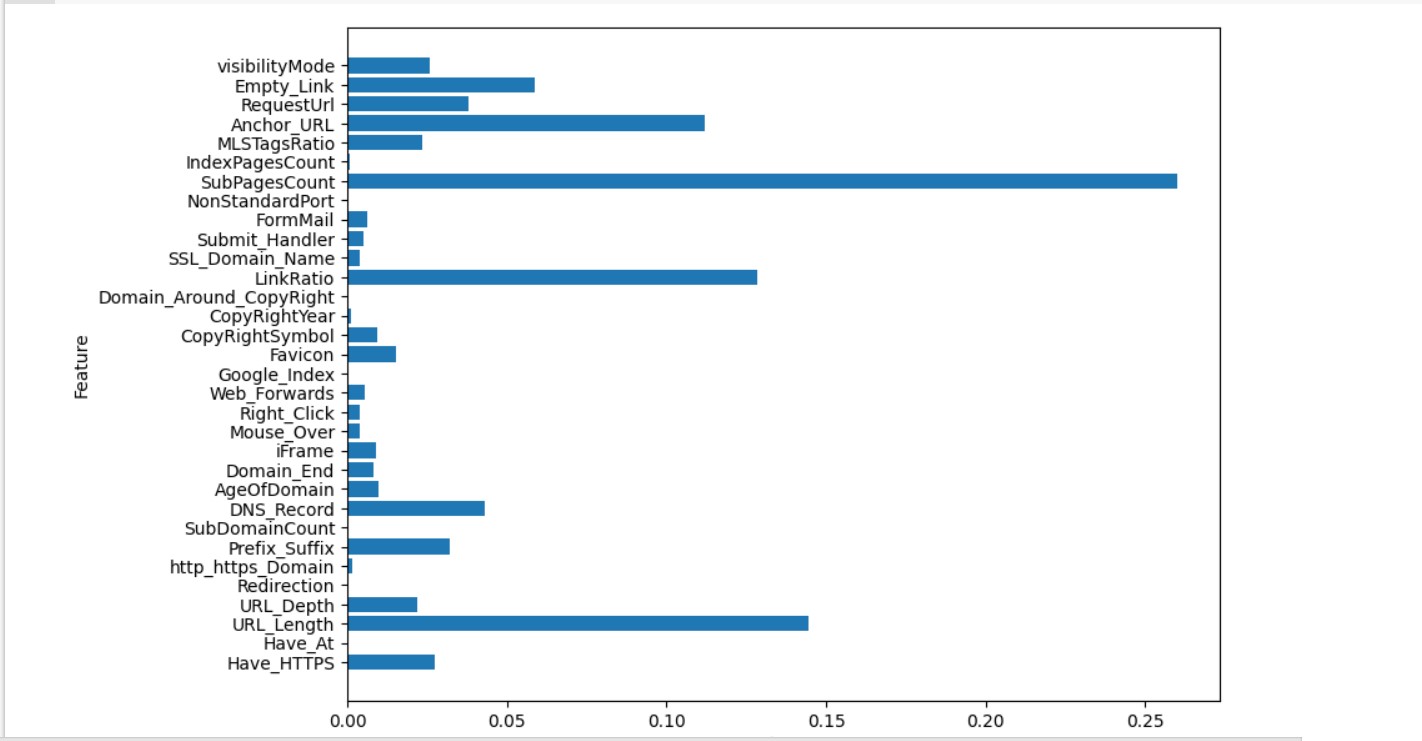 visibilityMode
Empty_Link
RequestUrl
Anchor_URL
MLSTagsRatio
IndexPagesCount
SubPagesCount
NonStandardPort
FormMail
Submit_Handler
SSL_Domain_Name
LinkRatio
Domain_Around_CopyRight
CopyRightYear
CopyRightSymbol
Favicon
Google_Index
Web_Forwards
Right_Click
Mouse_Over
iFrame
Domain_End
AgeOfDomain
DNS_Record
SubDomainCount
Prefix_Suffix
http_https_Domain
Redirection
URL_Depth
URL_Length
Have_At
Have_HTTPS
Feature
0.00 0.05 0.10 0.15 0.20 0.25